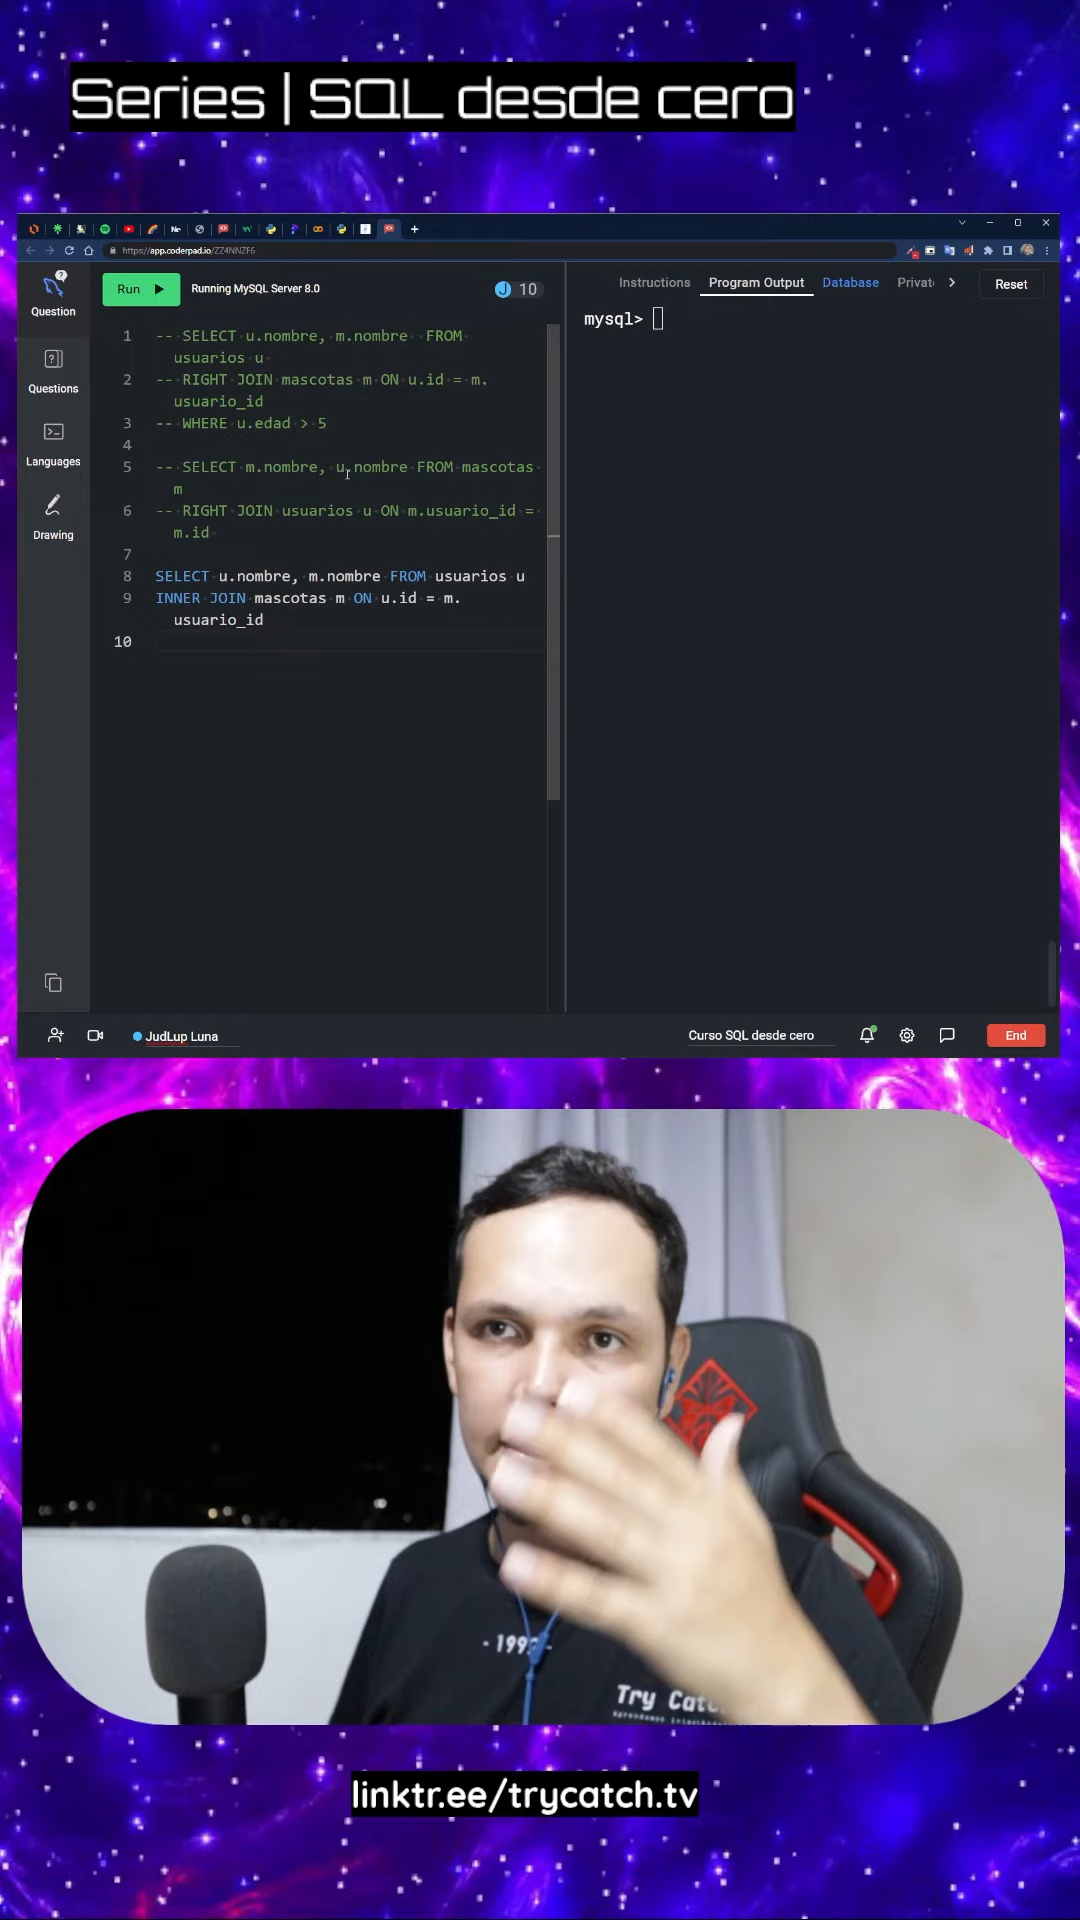 Series | SQL desde cero
https://app.coderpad.io/ZZ4NNZF6
Question
Questions
Languages
Drawing
Run
Running MySQL Server 8.0
J 10
1 -- SELECT u.nombre, m.nombre FROM
usuarios u
2 -- RIGHT JOIN mascotas m ON u.id = m.
usuario_id
3 -- WHERE u.edad > 5
4
5 -- SELECT m.nombre, u.nombre FROM mascotas
m
6 -- RIGHT JOIN usuarios u ON m.usuario_id =
m.id
7
8 SELECT u.nombre, m.nombre FROM usuarios u
9 INNER JOIN mascotas m ON u.id = m.
usuario_id
10
Instructions Program Output Database Privat
Reset
mysql>
JudLup Luna
Curso SQL desde cero
End
- 199
Try Catc
linktr.ee/trycatch.tv